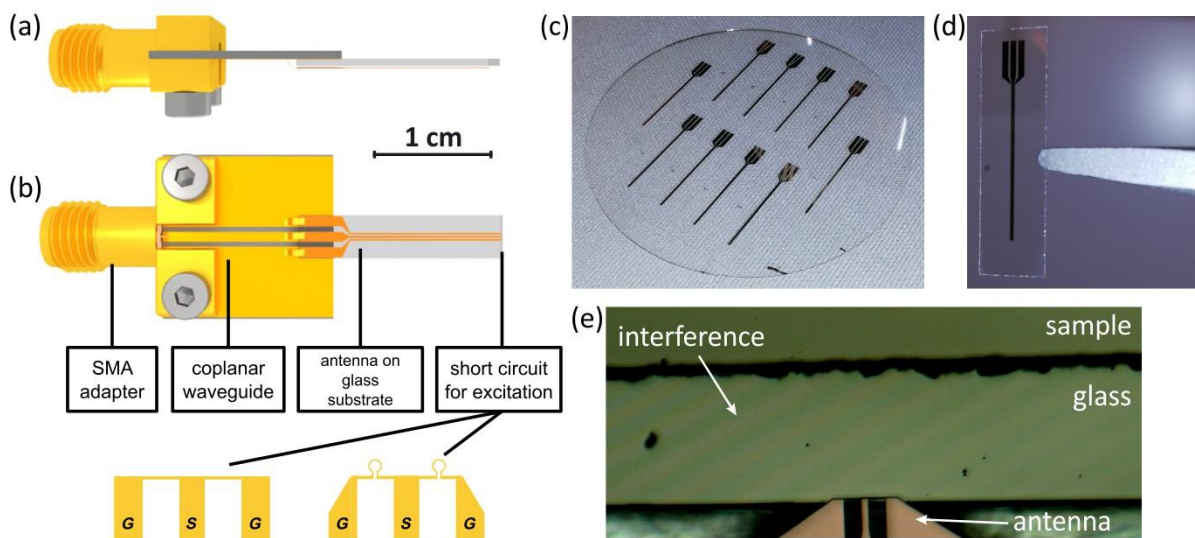 (a)
1 cm
(b)
SMA
adapter
coplanar
waveguide
antenna on
glass
substrate
short circuit
for excitation
G S G
G S G
(c)
(d)
(e)
interference
sample
glass
antenna